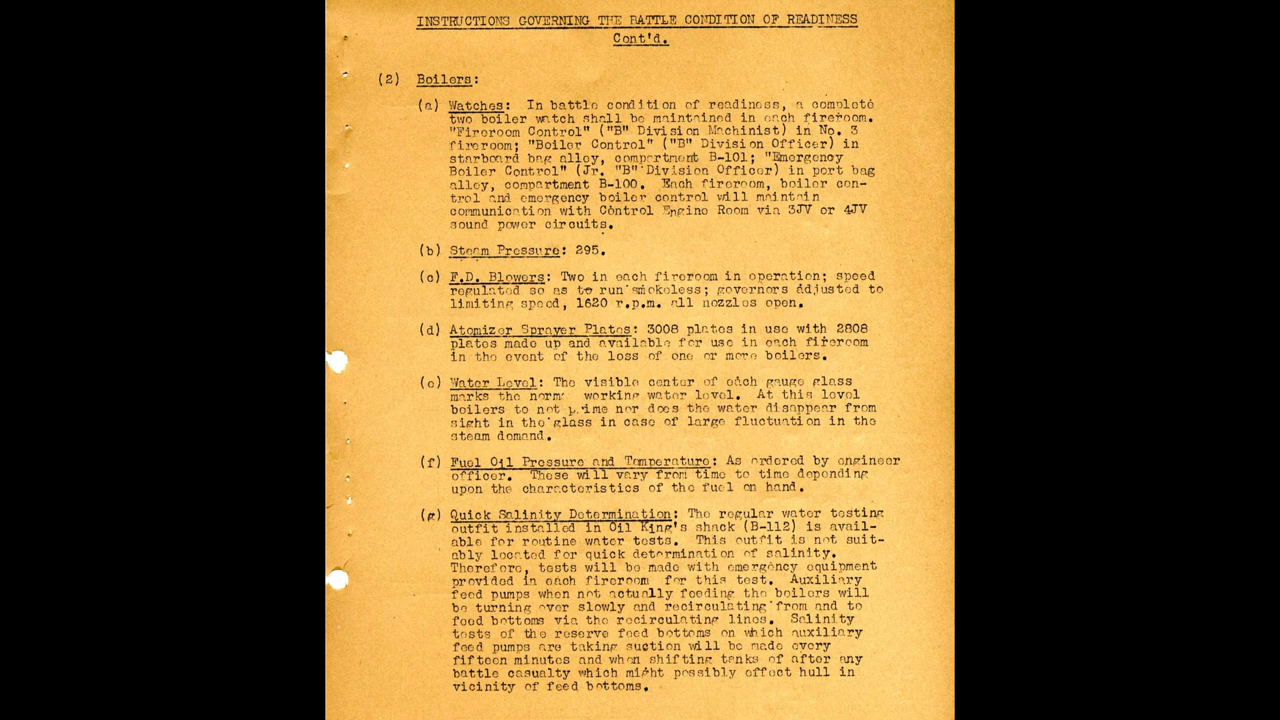 INSTRUCTIONS GOVERNING THE BATTLE CONDITION OF READINESS
Cont'd.
(2) Boilers:
(a) Watches: In battle condition of readiness, a complete
two boiler watch shall be maintained in each fireroom.
"Fireroom Control" ("B" Division Machinist) in No. 3
fireroom; "Boiler Control" ("B" Division Officer) in
starboard bag alley, compartment B-101; "Emergency
Boiler Control" (Jr. "B" Division Officer) in port bag
alley, compartment B-100. Each fireroom, boiler con-
trol and emergency boiler control will maintain
communication with Control Engine Room via 3JV or 4JV
sound power circuits.
(b) Steam Pressure: 295.
(c) F.D. Blowers: Two in each fireroom in operation; speed
regulated so as to run smokeless; governors adjusted to
limiting speed, 1620 r.p.m. all nozzles open.
(d) Atomizer Sprayer Plates: 3008 plates in use with 2808
plates made up and available for use in each fireroom
in the event of the loss of one or more boilers.
(e) Water Level: The visible center of each gauge glass
marks the norm working water level. At this level
boilers to not prime nor does the water disappear from
sight in the glass in case of large fluctuation in the
steam demand.
(f) Fuel Oil Pressure and Temperature: As ordered by engineer
officer. These will vary from time to time depending
upon the characteristics of the fuel on hand.
(g) Quick Salinity Determination: The regular water testing
outfit installed in Oil King's shack (B-112) is avail-
able for routine water tests. This outfit is not suit-
ably located for quick determination of salinity.
Therefore, tests will be made with emergency equipment
provided in each fireroom for this test. Auxiliary
feed pumps when not actually feeding the boilers will
be turning over slowly and recirculating from and to
feed bottoms via the recirculating lines. Salinity
tests of the reserve feed bottoms on which auxiliary
feed pumps are taking suction will be made every
fifteen minutes and when shifting tanks of after any
battle casualty which might possibly effect hull in
vicinity of feed bottoms.